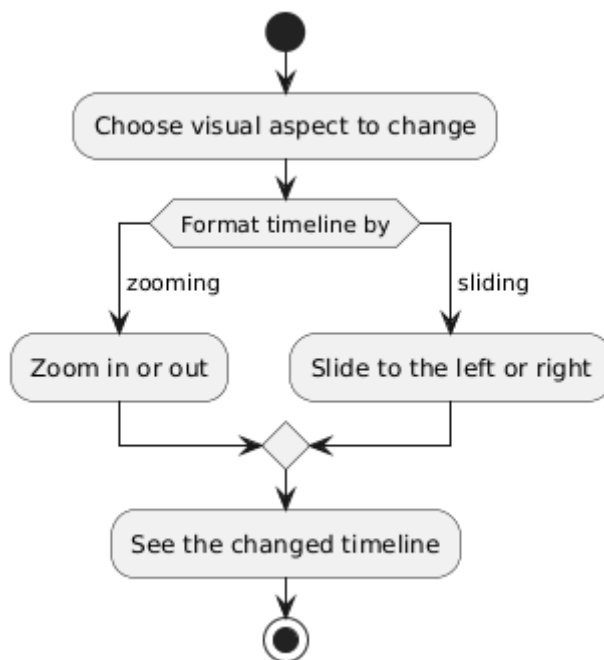 Choose visual aspect to change
Format timeline by
zooming
sliding
Zoom in or out
Slide to the left or right
See the changed timeline